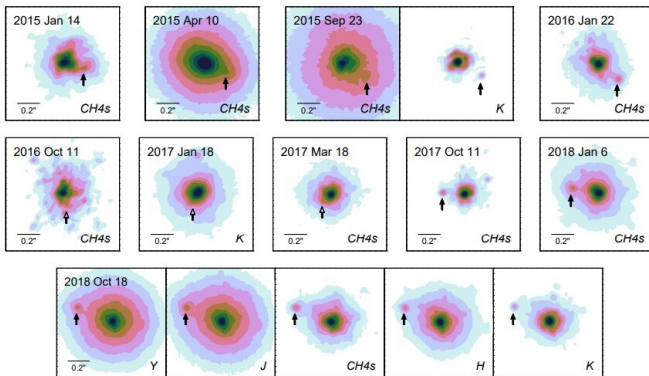 2015 Jan 14
0.2"
CH4s
2015 Apr 10
0.2"
CH4s
2015 Sep 23
0.2"
CH4s
K
2016 Jan 22
0.2"
CH4s
2016 Oct 11
0.2"
CH4s
2017 Jan 18
0.2"
K
2017 Mar 18
0.2"
CH4s
2017 Oct 11
0.2"
CH4s
2018 Jan 6
0.2"
CH4s
2018 Oct 18
0.2"
Y
J
CH4s
H
K